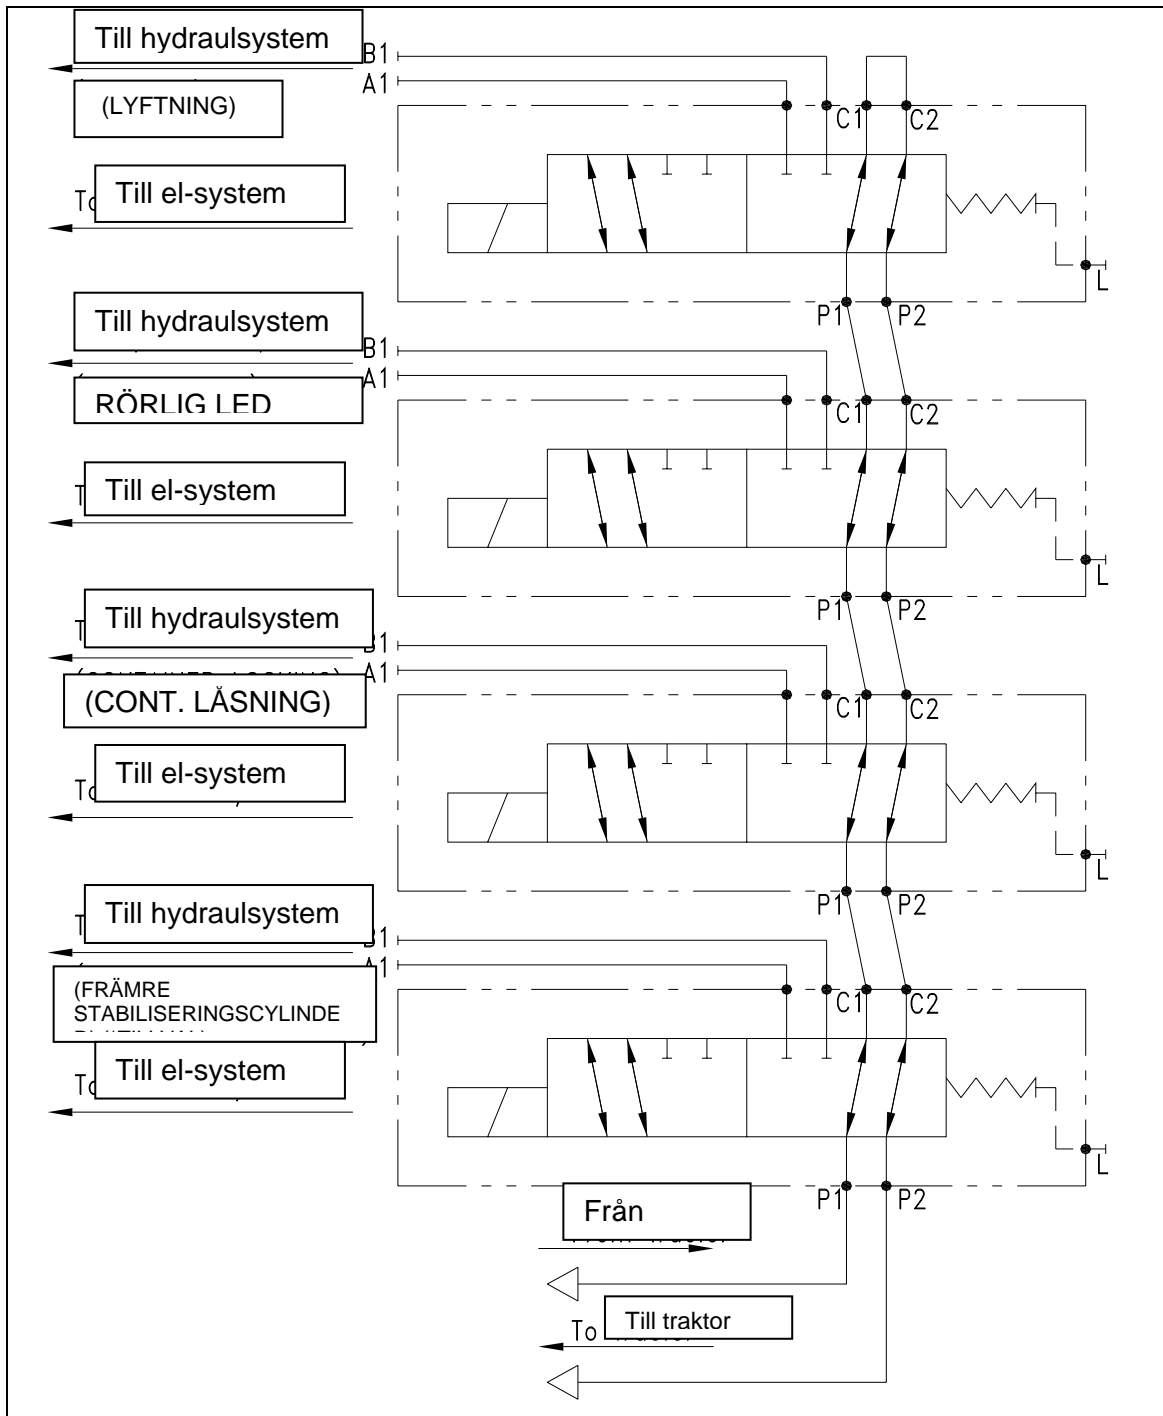 Till hydraulsystem
B1
A1
(LYFTNING)
C1
C2
Till el-system
L
P1
P2
Till hydraulsystem
B1
A1
RÖRLIG LED
C1
C2
Till el-system
L
P1
P2
Till hydraulsystem
B1
A1
(CONT. LÅSNING)
C1
C2
Till el-system
L
P1
P2
Till hydraulsystem
B1
A1
(FRÄMRE
STABILISERINGSCYLINDE
C1
C2
Till el-system
L
P1
P2
Från
Till traktor
To